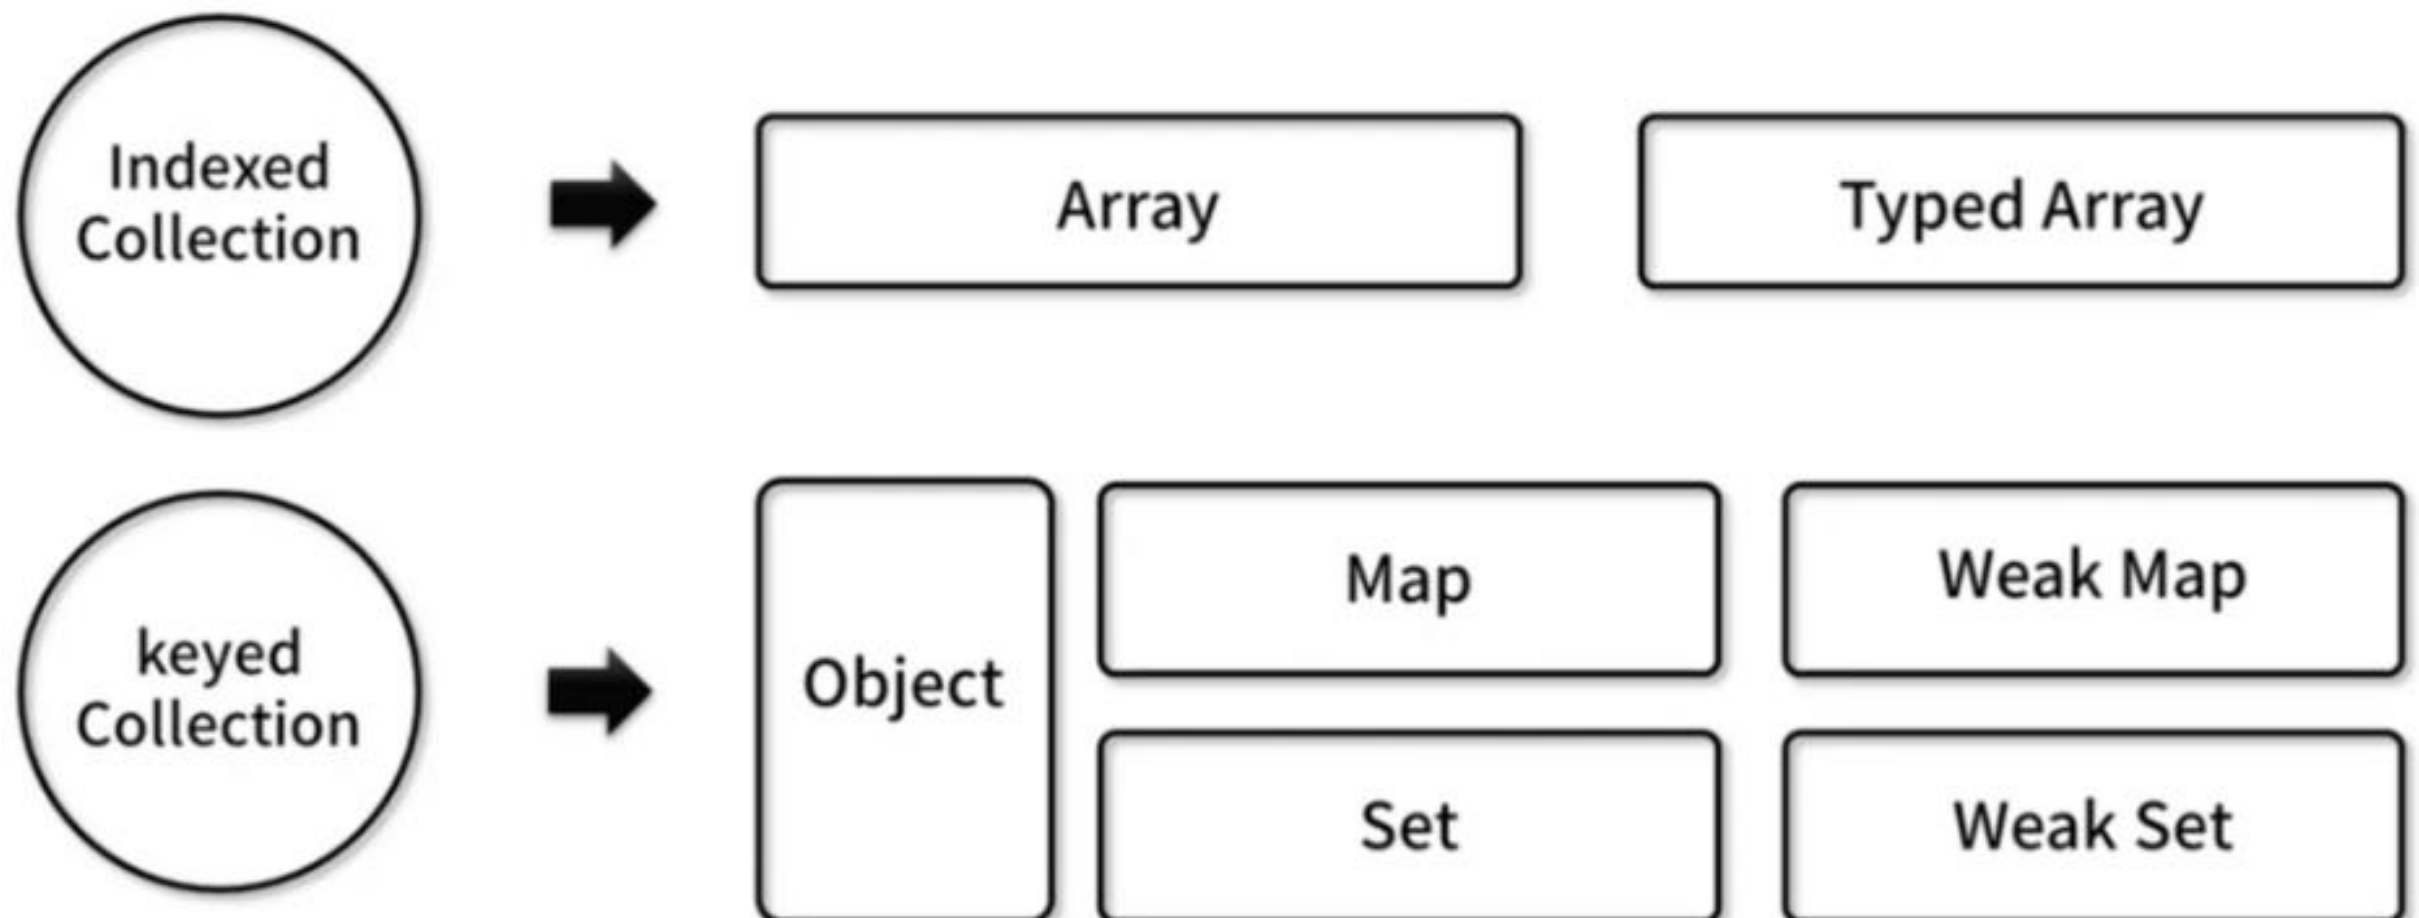 Indexed
Collection
Array
Typed Array
keyed
Collection
Object
Map
Weak Map
Set
Weak Set